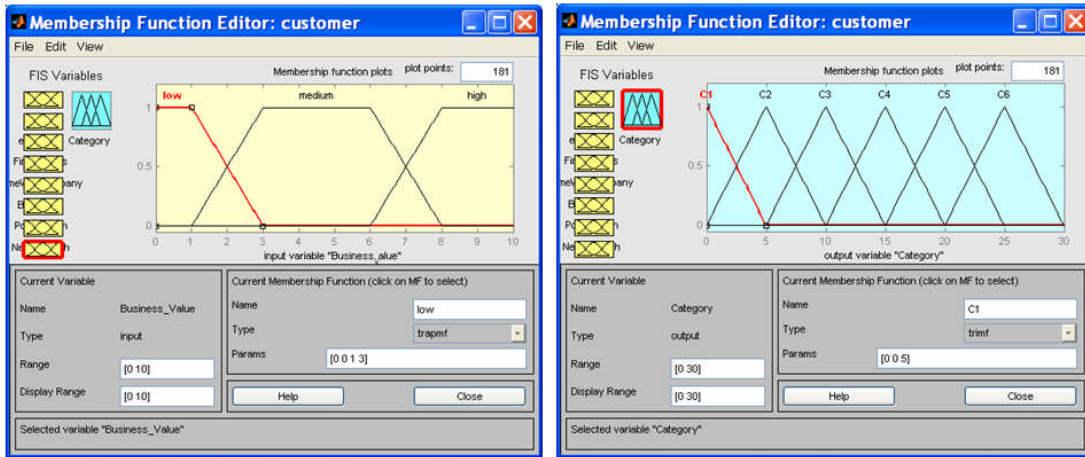 Membership Function Editor: customer
File Edit View
FIS Variables
Membership function plots
plot points:
181
Category
low
medium
high
1
0.5
0
0 1 2 3 4 5 6 7 8 9 10
input variable "Business_Value"
Current Variable
Name Business_Value
Type input
Range [0 10]
Display Range [0 10]
Current Membership Function (click on MF to select)
Name low
Type trapmf
Params [0 0 1 3]
Help
Close
Selected variable "Business_Value"
Membership Function Editor: customer
File Edit View
FIS Variables
Membership function plots
plot points:
181
Category
C1 C2 C3 C4 C5 C6
1
0.5
0
0 5 10 15 20 25 30
output variable "Category"
Current Variable
Name Category
Type output
Range [0 30]
Display Range [0 30]
Current Membership Function (click on MF to select)
Name C1
Type trimf
Params [0 0 5]
Help
Close
Selected variable "Category"